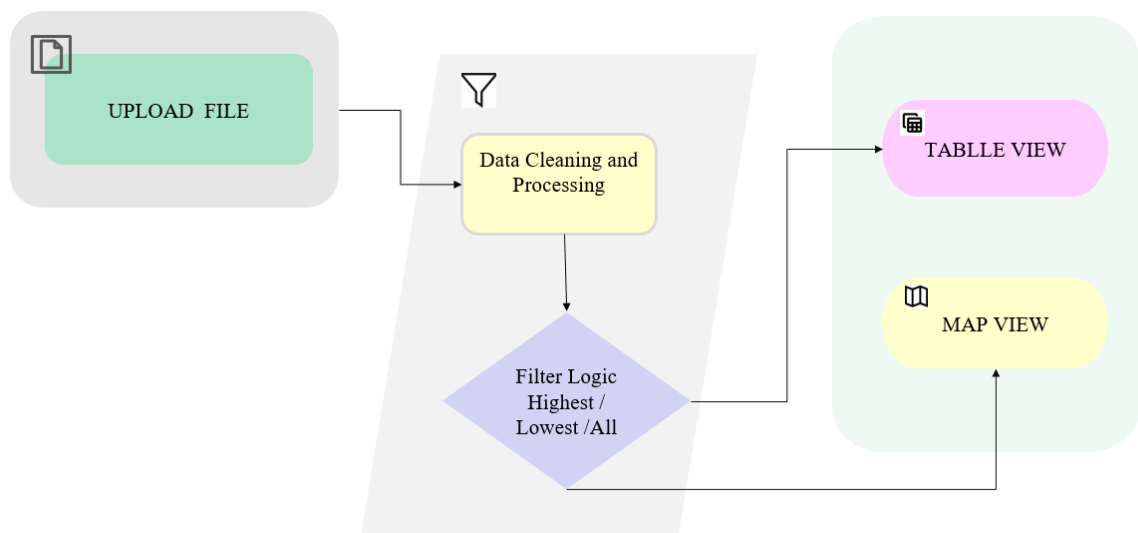 UPLOAD FILE
Data Cleaning and
Processing
Filter Logic
Highest /
Lowest /All
TABLLE VIEW
MAP VIEW